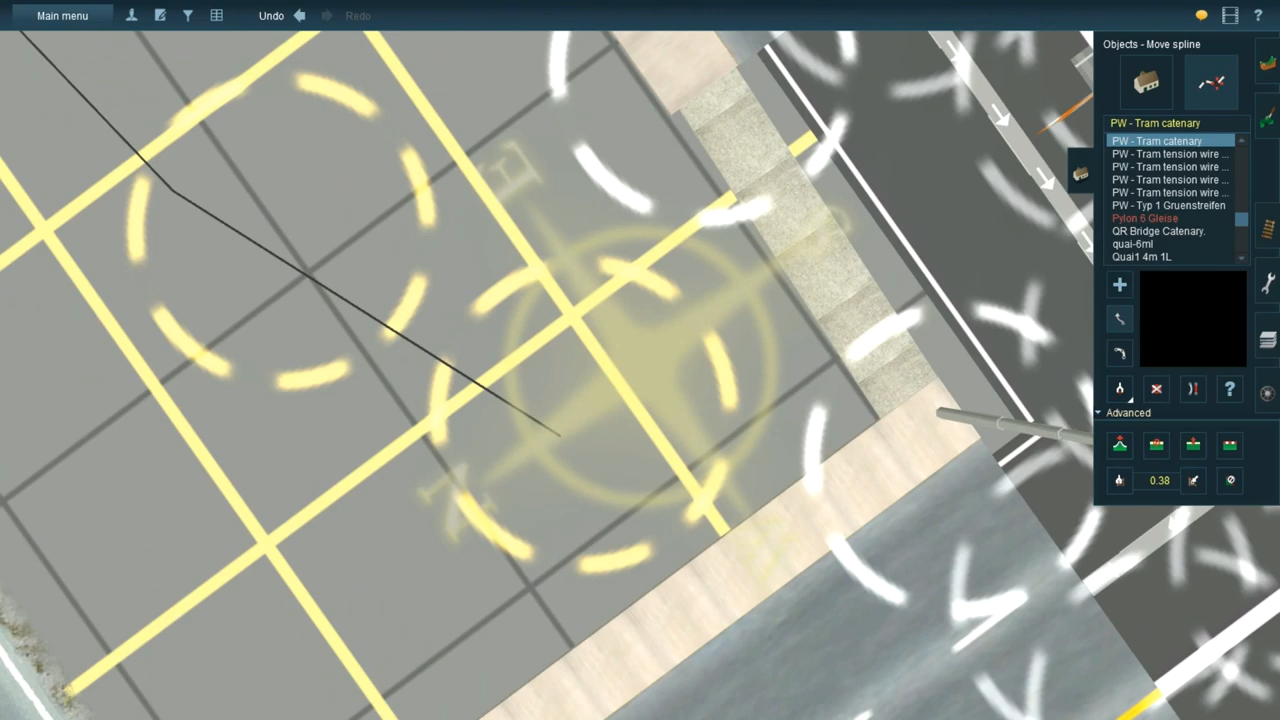 Main menu
Undo
Redo
?
Objects - Move spline
PW - Tram catenary
PW - Tram catenary
PW - Tram tension wire ...
PW - Tram tension wire ...
PW - Tram tension wire ...
PW - Tram tension wire ...
PW - Typ 1 Gruenstreifen
Pylon 6 Gleise
QR Bridge Catenary.
quai-6ml
Quai1 4m 1L
?
Advanced
0.38
E
N